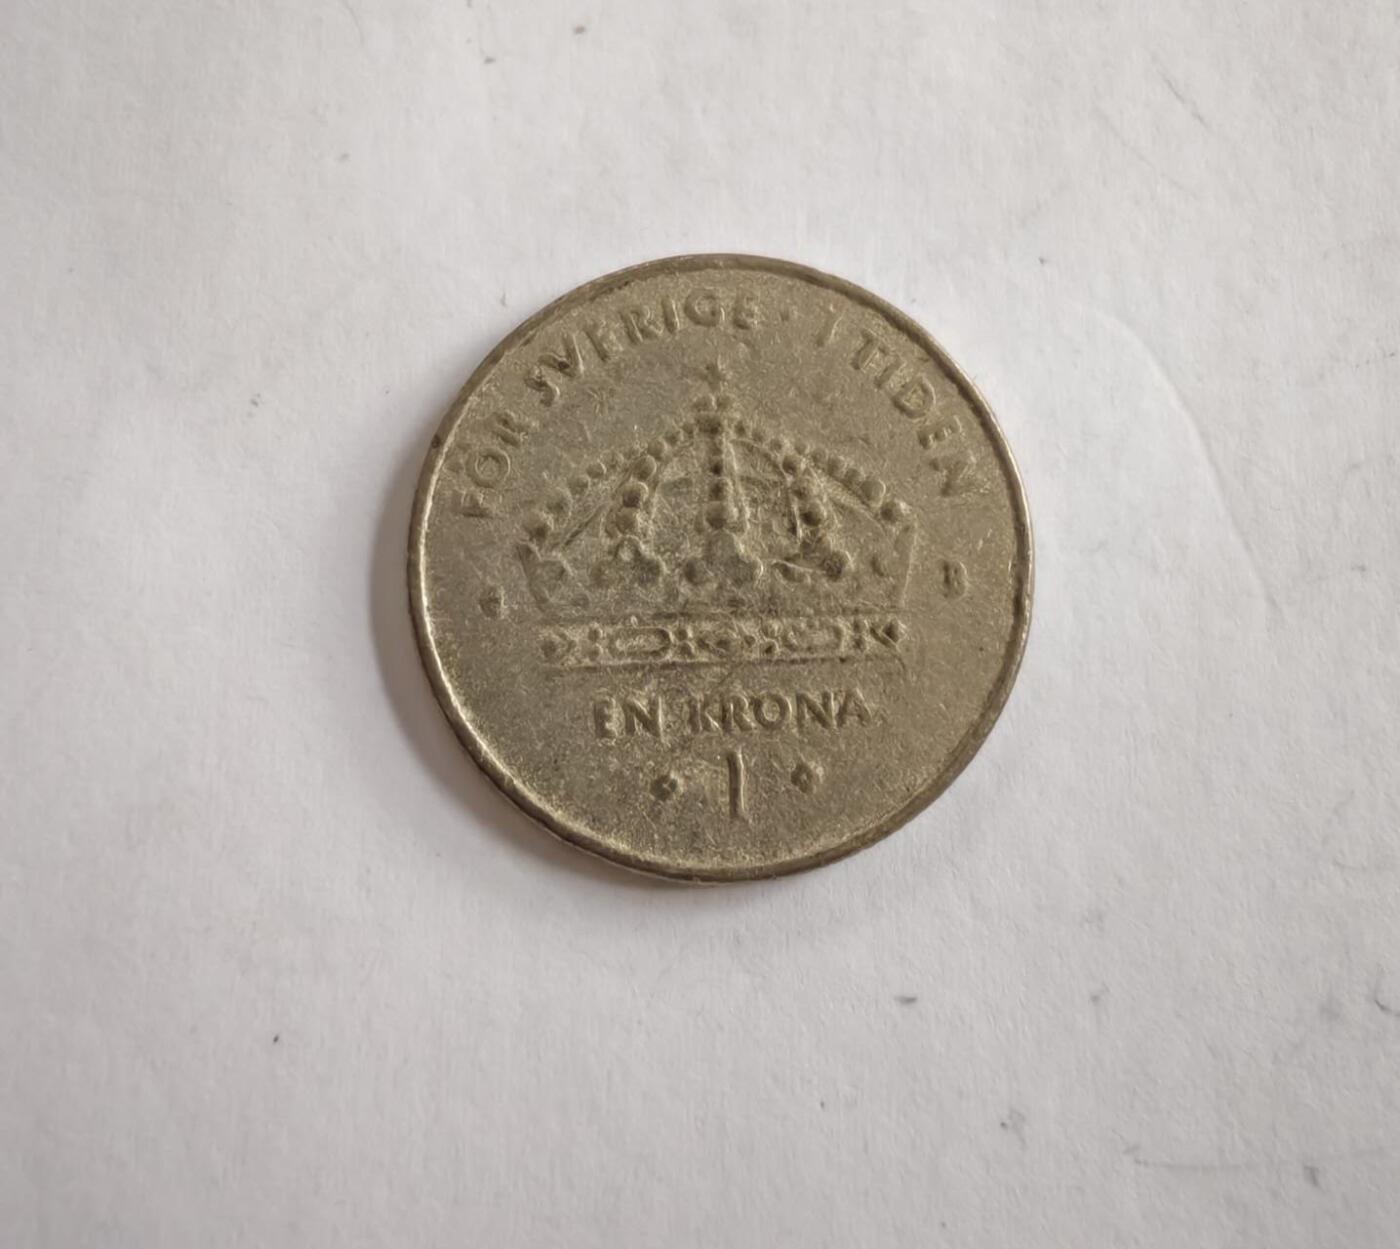 FÖR SVERIGE · I TIDEN
B
EN KRONA
1